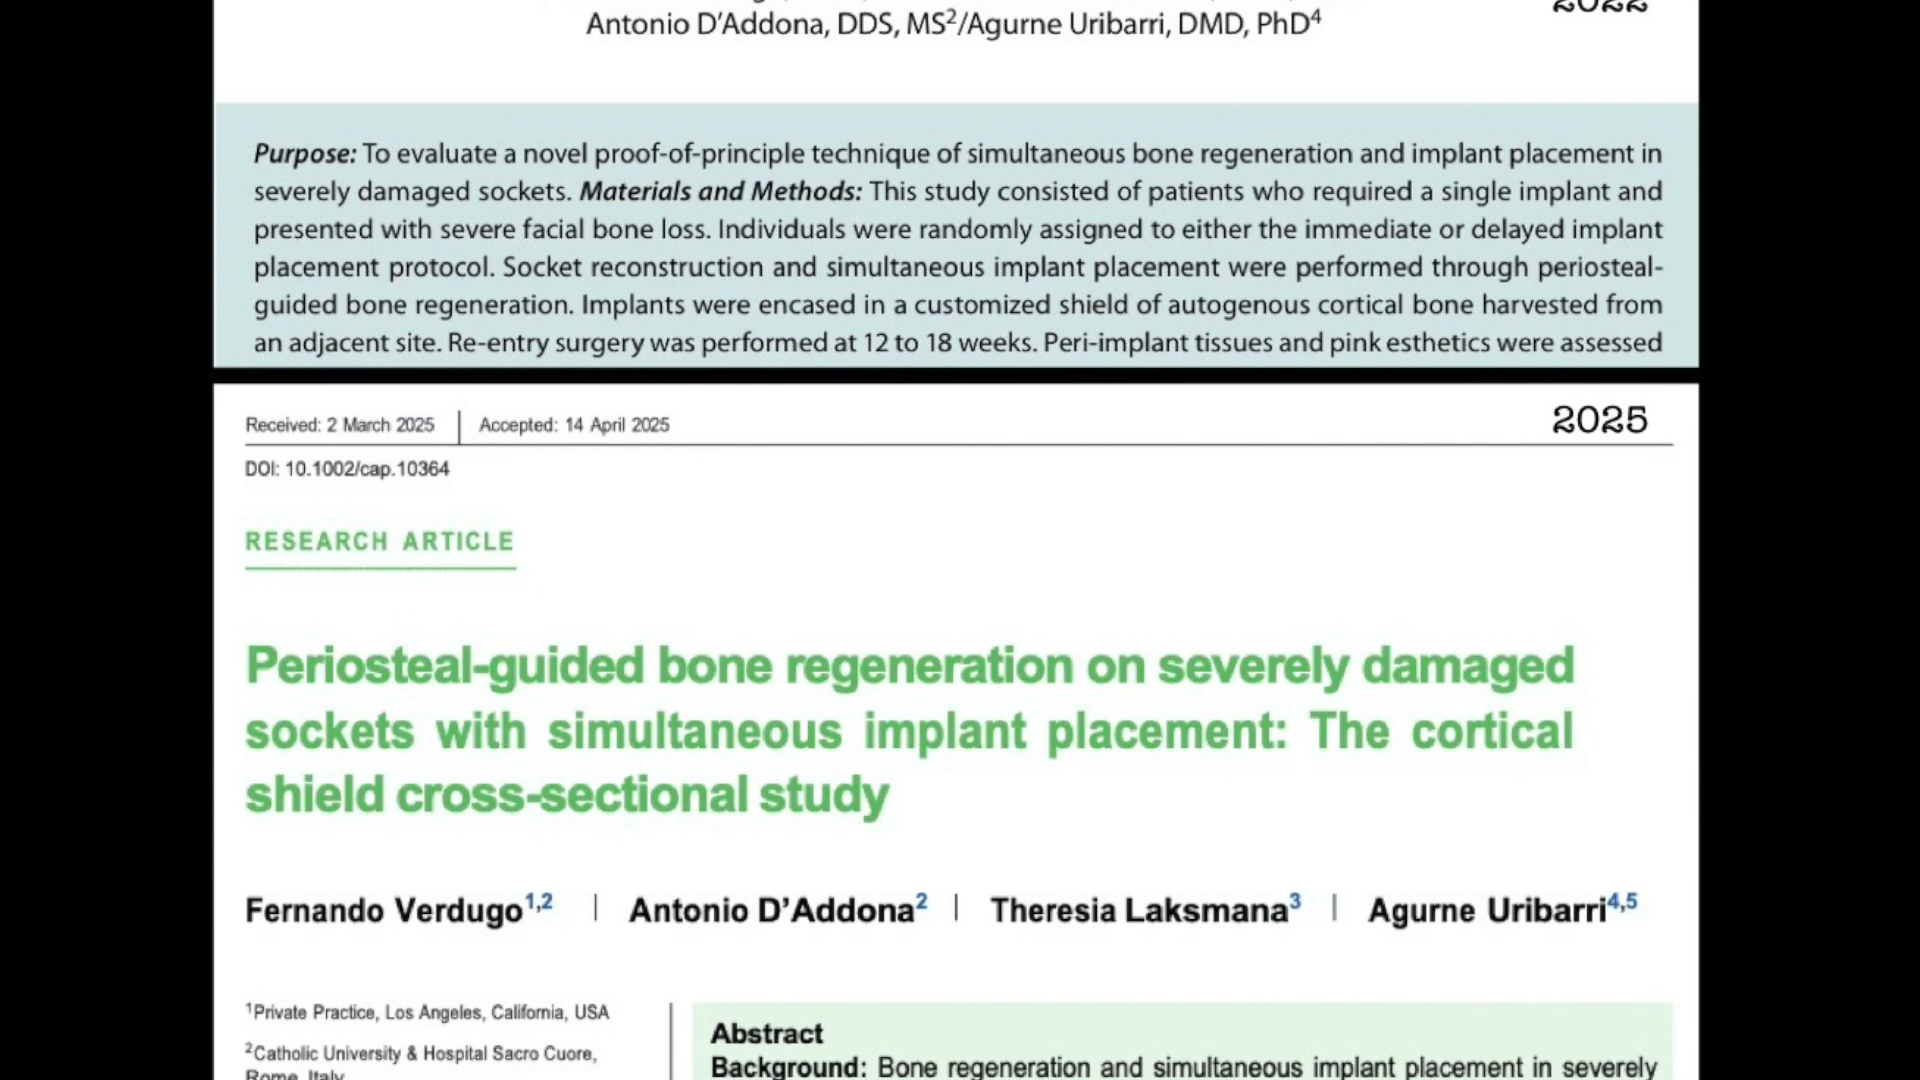 2022
Antonio D'Addona, DDS, MS2/Agurne Uribarri, DMD, PhD4
Purpose: To evaluate a novel proof-of-principle technique of simultaneous bone regeneration and implant placement in
severely damaged sockets. Materials and Methods: This study consisted of patients who required a single implant and
presented with severe facial bone loss. Individuals were randomly assigned to either the immediate or delayed implant
placement protocol. Socket reconstruction and simultaneous implant placement were performed through periosteal-
guided bone regeneration. Implants were encased in a customized shield of autogenous cortical bone harvested from
an adjacent site. Re-entry surgery was performed at 12 to 18 weeks. Peri-implant tissues and pink esthetics were assessed
Received: 2 March 2025 | Accepted: 14 April 2025
2025
DOI: 10.1002/cap.10364
RESEARCH ARTICLE
Periosteal-guided bone regeneration on severely damaged
sockets with simultaneous implant placement: The cortical
shield cross-sectional study
Fernando Verdugo1,2 | Antonio D'Addona2 | Theresia Laksmana3 | Agurne Uribarri4,5
1Private Practice, Los Angeles, California, USA
2Catholic University & Hospital Sacro Cuore,
Rome, Italy
Abstract
Background: Bone regeneration and simultaneous implant placement in severely